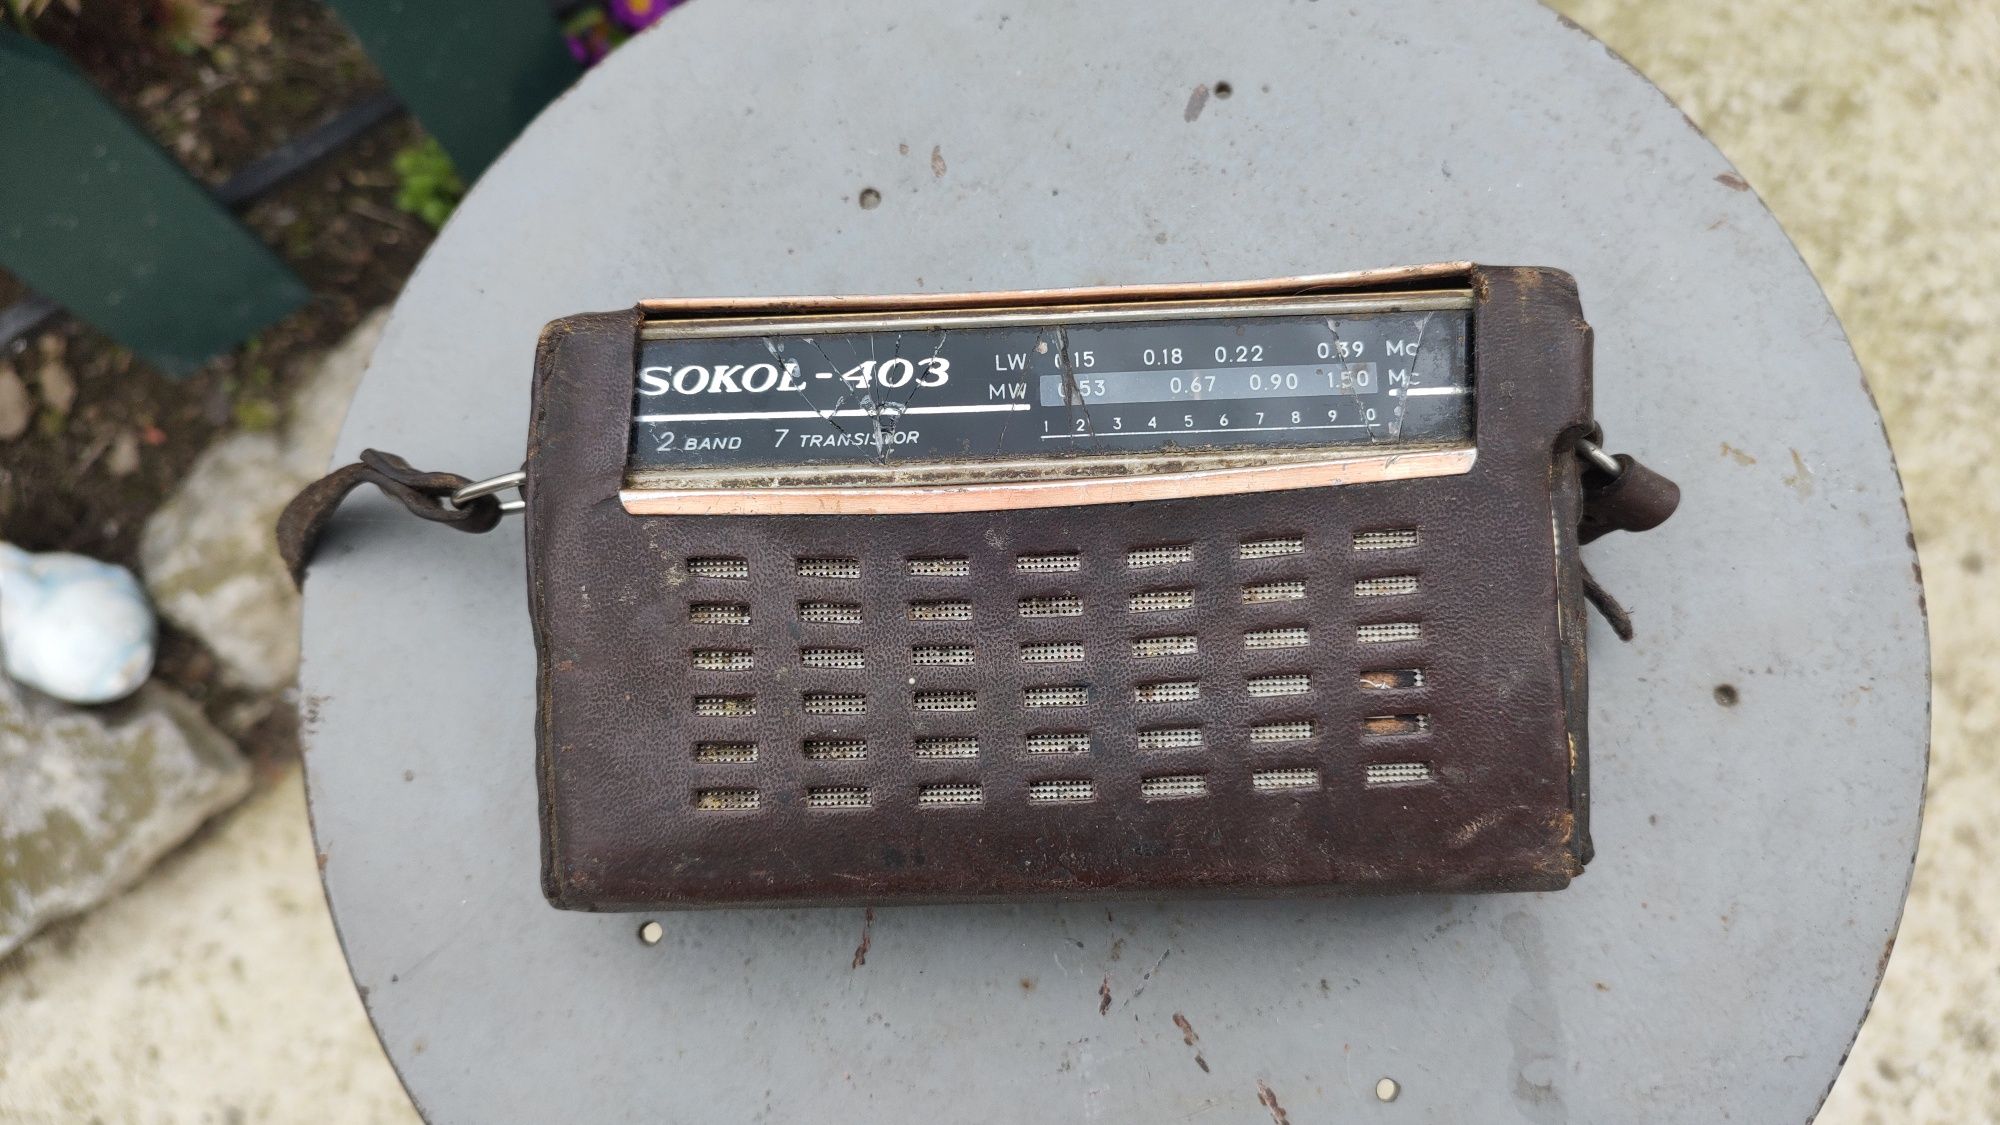 SOKOL-403
2 BAND 7 TRANSISTOR
LW 0.15 0.18 0.22 0.39 Mc
MW 0.53 0.67 0.90 1.50 Mc
1 2 3 4 5 6 7 8 9 0